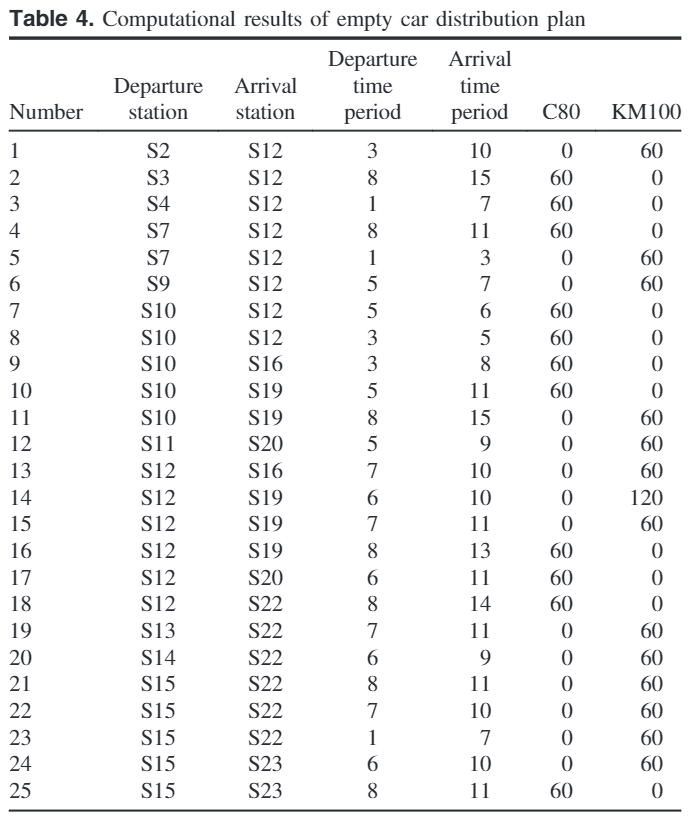 Table 4. Computational results of empty car distribution plan
Departure Arrival
Departure Arrival time time
Number station station period period C80 KM100
1 S2 S12 3 10 0 60
2 S3 S12 8 15 60 0
3 S4 S12 1 7 60 0
4 S7 S12 8 11 60 0
5 S7 S12 1 3 0 60
6 S9 S12 5 7 0 60
7 S10 S12 5 6 60 0
8 S10 S12 3 5 60 0
9 S10 S16 3 8 60 0
10 S10 S19 5 11 60 0
11 S10 S19 8 15 0 60
12 S11 S20 5 9 0 60
13 S12 S16 7 10 0 60
14 S12 S19 6 10 0 120
15 S12 S19 7 11 0 60
16 S12 S19 8 13 60 0
17 S12 S20 6 11 60 0
18 S12 S22 8 14 60 0
19 S13 S22 7 11 0 60
20 S14 S22 6 9 0 60
21 S15 S22 8 11 0 60
22 S15 S22 7 10 0 60
23 S15 S22 1 7 0 60
24 S15 S23 6 10 0 60
25 S15 S23 8 11 60 0